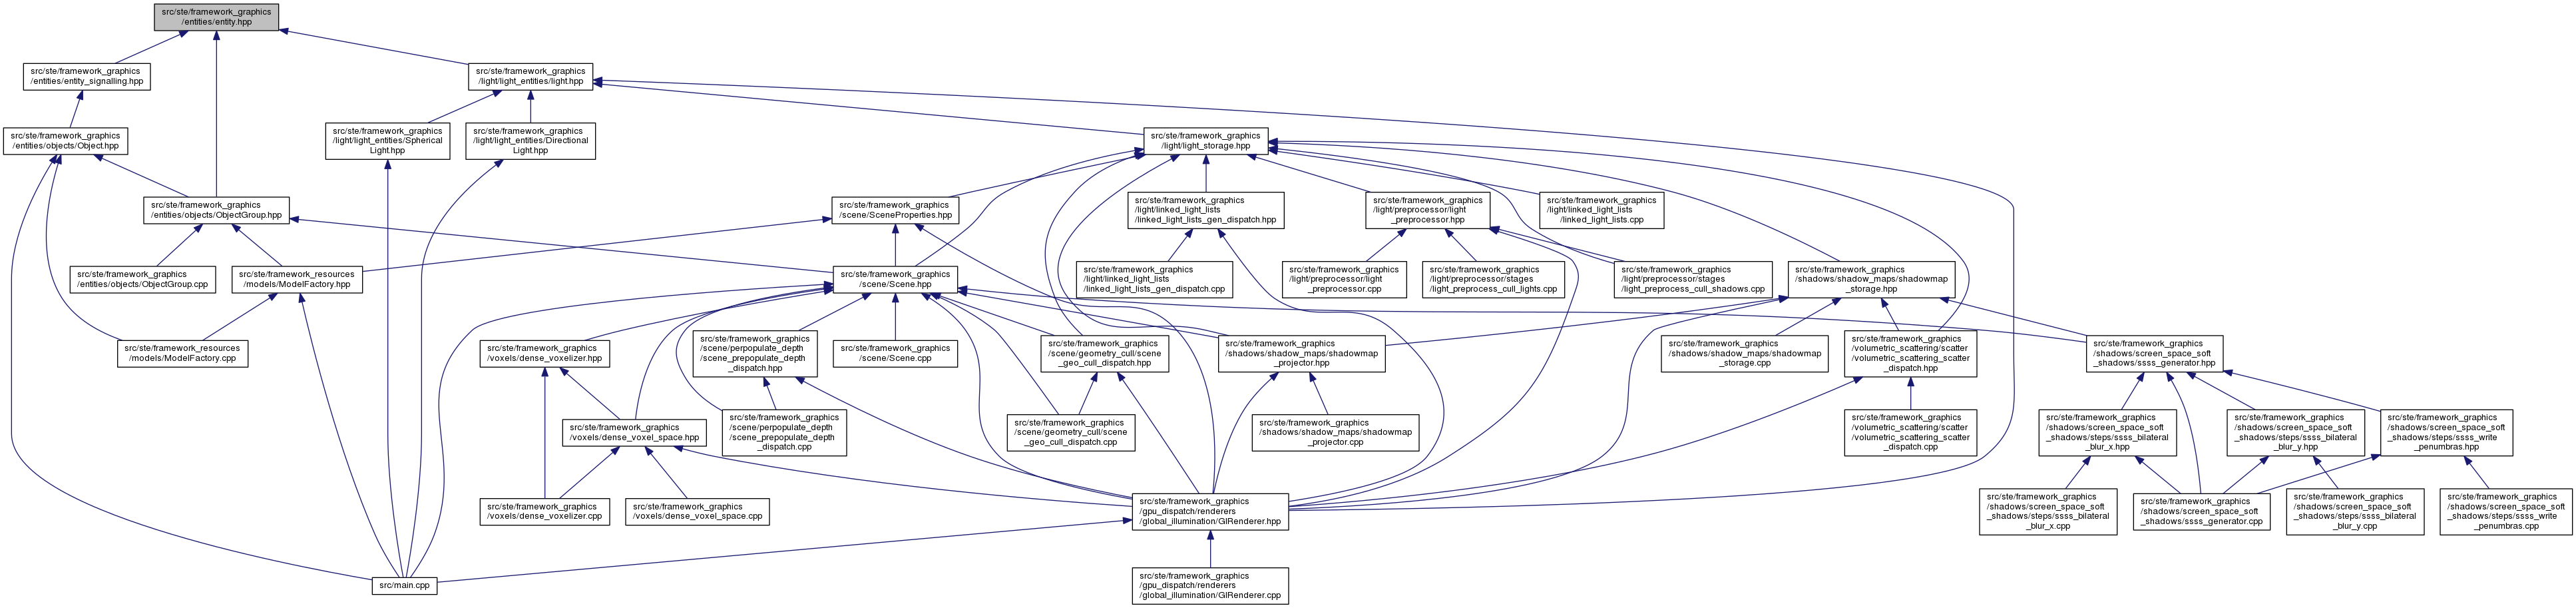 src/ste/framework_graphics
/entities/entity.hpp
src/ste/framework_graphics
/entities/entity_signalling.hpp
src/ste/framework_graphics
/light/light_entities/light.hpp
src/ste/framework_graphics
/entities/objects/Object.hpp
src/ste/framework_graphics
/light/light_entities/Spherical
Light.hpp
src/ste/framework_graphics
/light/light_entities/Directional
Light.hpp
src/ste/framework_graphics
/light/light_storage.hpp
src/ste/framework_graphics
/entities/objects/ObjectGroup.hpp
src/ste/framework_graphics
/scene/SceneProperties.hpp
src/ste/framework_graphics
/light/linked_light_lists
/linked_light_lists_gen_dispatch.hpp
src/ste/framework_graphics
/light/preprocessor/light
_preprocessor.hpp
src/ste/framework_graphics
/light/linked_light_lists
/linked_light_lists.cpp
src/ste/framework_graphics
/entities/objects/ObjectGroup.cpp
src/ste/framework_resources
/models/ModelFactory.hpp
src/ste/framework_graphics
/scene/Scene.hpp
src/ste/framework_graphics
/light/linked_light_lists
/linked_light_lists_gen_dispatch.cpp
src/ste/framework_graphics
/light/preprocessor/light
_preprocessor.cpp
src/ste/framework_graphics
/light/preprocessor/stages
/light_preprocess_cull_lights.cpp
src/ste/framework_graphics
/light/preprocessor/stages
/light_preprocess_cull_shadows.cpp
src/ste/framework_graphics
/shadows/shadow_maps/shadowmap
_storage.hpp
src/ste/framework_resources
/models/ModelFactory.cpp
src/ste/framework_graphics
/voxels/dense_voxelizer.hpp
src/ste/framework_graphics
/scene/perpopulate_depth
/scene_prepopulate_depth
_dispatch.hpp
src/ste/framework_graphics
/scene/Scene.cpp
src/ste/framework_graphics
/scene/geometry_cull/scene
_geo_cull_dispatch.hpp
src/ste/framework_graphics
/shadows/shadow_maps/shadowmap
_projector.hpp
src/ste/framework_graphics
/shadows/shadow_maps/shadowmap
_storage.cpp
src/ste/framework_graphics
/volumetric_scattering/scatter
/volumetric_scattering_scatter
_dispatch.hpp
src/ste/framework_graphics
/shadows/screen_space_soft
_shadows/ssss_generator.hpp
src/ste/framework_graphics
/voxels/dense_voxel_space.hpp
src/ste/framework_graphics
/scene/perpopulate_depth
/scene_prepopulate_depth
_dispatch.cpp
src/ste/framework_graphics
/scene/geometry_cull/scene
_geo_cull_dispatch.cpp
src/ste/framework_graphics
/shadows/shadow_maps/shadowmap
_projector.cpp
src/ste/framework_graphics
/volumetric_scattering/scatter
/volumetric_scattering_scatter
_dispatch.cpp
src/ste/framework_graphics
/shadows/screen_space_soft
_shadows/steps/ssss_bilateral
_blur_x.hpp
src/ste/framework_graphics
/shadows/screen_space_soft
_shadows/steps/ssss_bilateral
_blur_y.hpp
src/ste/framework_graphics
/shadows/screen_space_soft
_shadows/steps/ssss_write
_penumbras.hpp
src/ste/framework_graphics
/voxels/dense_voxelizer.cpp
src/ste/framework_graphics
/voxels/dense_voxel_space.cpp
src/ste/framework_graphics
/gpu_dispatch/renderers
/global_illumination/GIRenderer.hpp
src/ste/framework_graphics
/shadows/screen_space_soft
_shadows/steps/ssss_bilateral
_blur_x.cpp
src/ste/framework_graphics
/shadows/screen_space_soft
_shadows/ssss_generator.cpp
src/ste/framework_graphics
/shadows/screen_space_soft
_shadows/steps/ssss_bilateral
_blur_y.cpp
src/ste/framework_graphics
/shadows/screen_space_soft
_shadows/steps/ssss_write
_penumbras.cpp
src/main.cpp
src/ste/framework_graphics
/gpu_dispatch/renderers
/global_illumination/GIRenderer.cpp